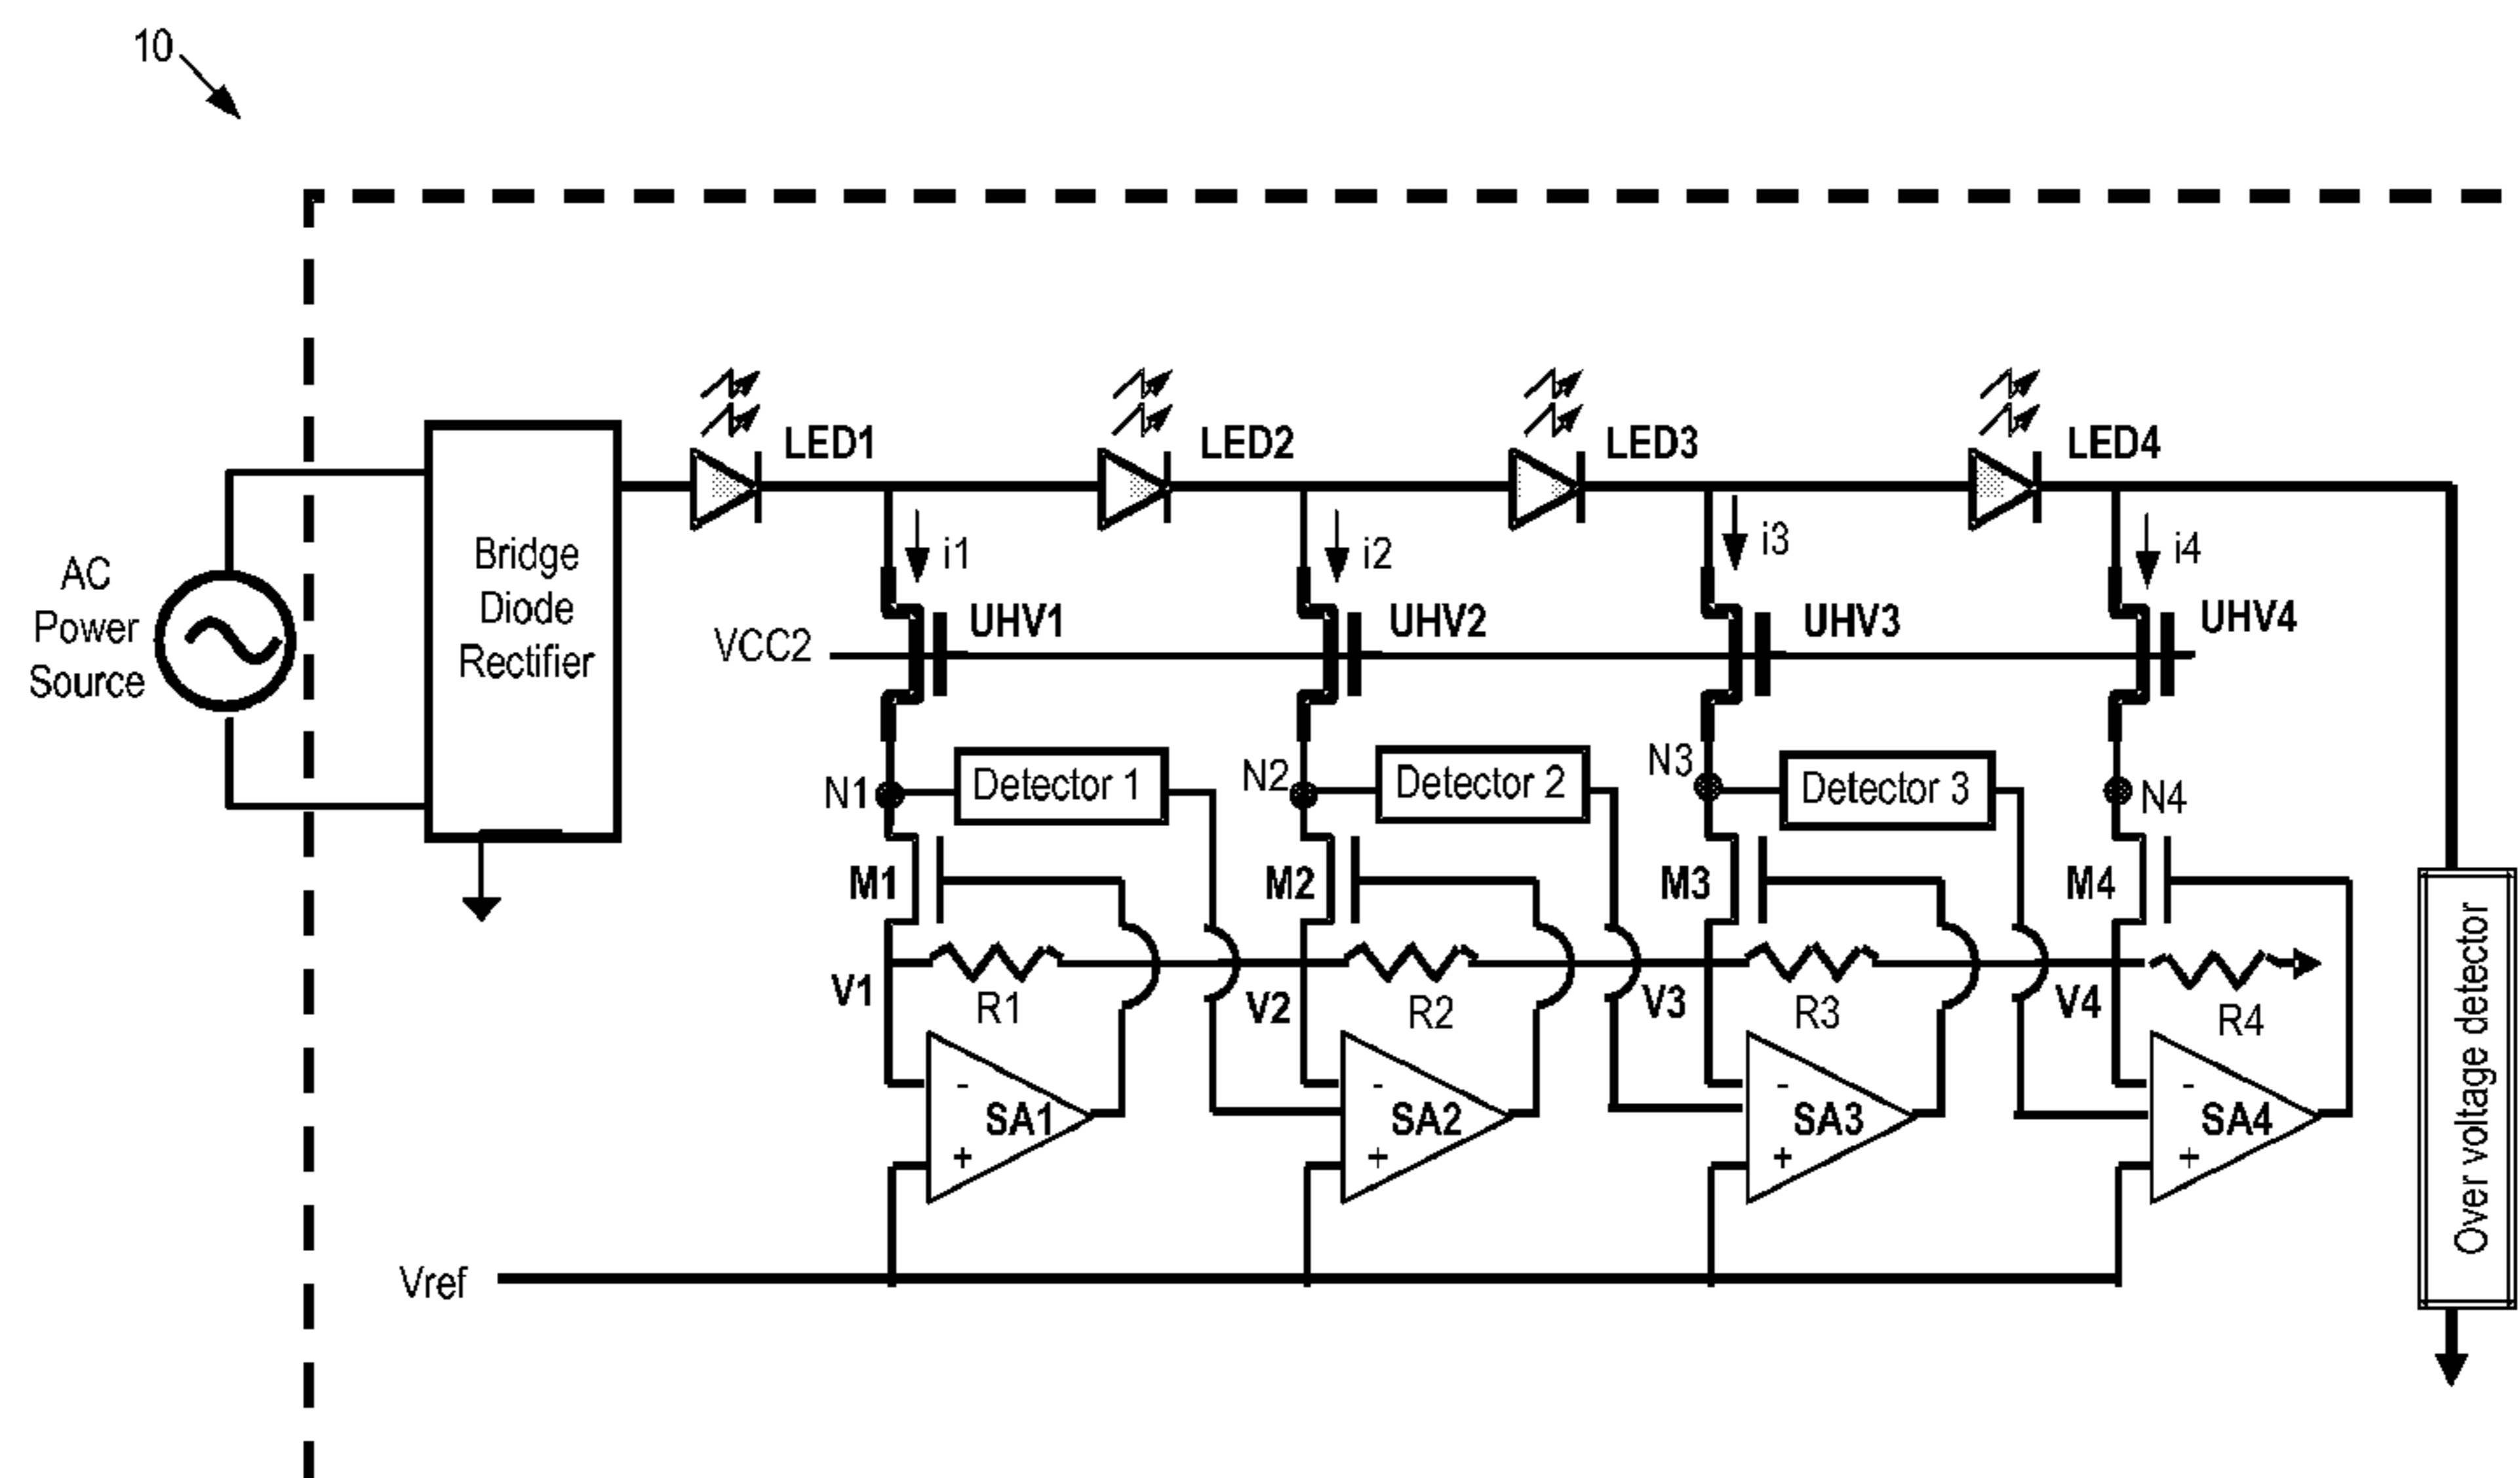 10
LED1
LED2
LED3
LED4
AC
Power
Source
Bridge
Diode
Rectifier
i1
i2
i3
i4
VCC2
UHV1
UHV2
UHV3
UHV4
N1
Detector 1
N2
Detector 2
N3
Detector 3
N4
M1
M2
M3
M4
V1
R1
V2
R2
V3
R3
V4
R4
-
SA1
+
-
SA2
+
-
SA3
+
-
SA4
+
Over voltage detector
Vref